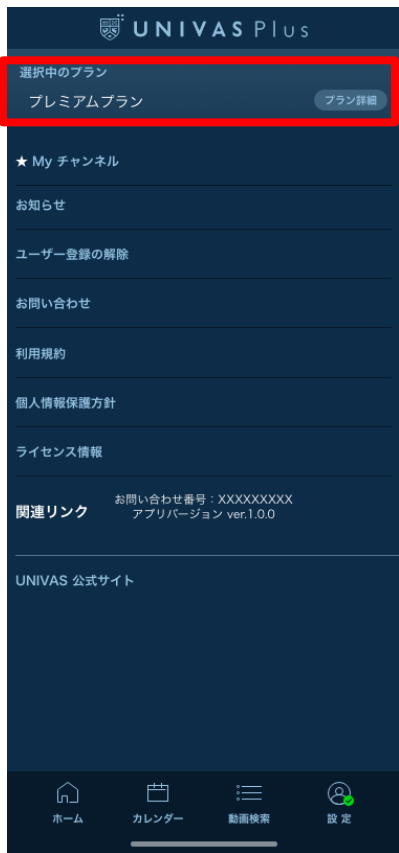 UNIVAS Plus
選択中のプラン
プレミアムプラン
プラン詳細
★ My チャンネル
お知らせ
ユーザー登録の解除
お問い合わせ
利用規約
個人情報保護方針
ライセンス情報
関連リンク
お問い合わせ番号：XXXXXXXXX
アプリバージョン ver.1.0.0
UNIVAS 公式サイト
ホーム
カレンダー
動画検索
設定